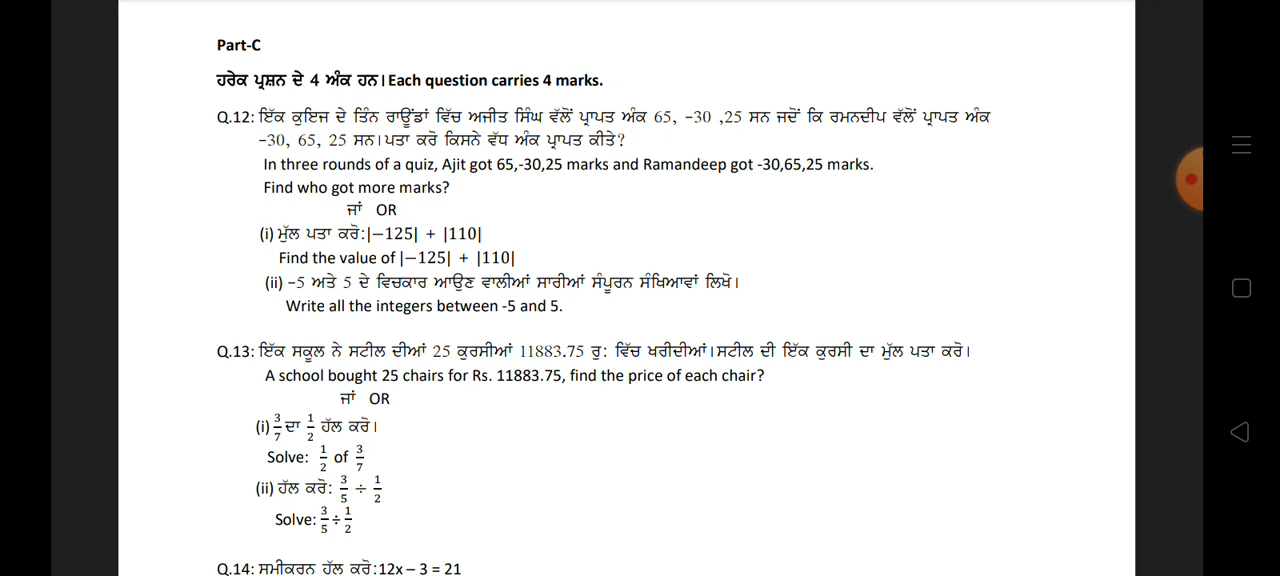 Part-C
ਹਰੇਕ ਪ੍ਰਸ਼ਨ ਦੇ 4 ਅੰਕ ਹਨ। Each question carries 4 marks.
Q.12: ਇੱਕ ਕੁਇਜ ਦੇ ਤਿੰਨ ਰਾਊਂਡਾਂ ਵਿੱਚ ਅਜੀਤ ਸਿੰਘ ਵੱਲੋਂ ਪ੍ਰਾਪਤ ਅੰਕ 65, -30 ,25 ਸਨ ਜਦੋਂ ਕਿ ਰਮਨਦੀਪ ਵੱਲੋਂ ਪ੍ਰਾਪਤ ਅੰਕ
-30, 65, 25 ਸਨ। ਪਤਾ ਕਰੋ ਕਿਸਨੇ ਵੱਧ ਅੰਕ ਪ੍ਰਾਪਤ ਕੀਤੇ?
In three rounds of a quiz, Ajit got 65,-30,25 marks and Ramandeep got -30,65,25 marks.
Find who got more marks?
ਜਾਂ OR
(i) ਮੁੱਲ ਪਤਾ ਕਰੋ:|−125| + |110|
Find the value of |−125| + |110|
(ii) -5 ਅਤੇ 5 ਦੇ ਵਿਚਕਾਰ ਆਉਣ ਵਾਲੀਆਂ ਸਾਰੀਆਂ ਸੰਪੂਰਨ ਸੰਖਿਆਵਾਂ ਲਿਖੋ।
Write all the integers between -5 and 5.
Q.13: ਇੱਕ ਸਕੂਲ ਨੇ ਸਟੀਲ ਦੀਆਂ 25 ਕੁਰਸੀਆਂ 11883.75 ਰੁ: ਵਿੱਚ ਖਰੀਦੀਆਂ। ਸਟੀਲ ਦੀ ਇੱਕ ਕੁਰਸੀ ਦਾ ਮੁੱਲ ਪਤਾ ਕਰੋ।
A school bought 25 chairs for Rs. 11883.75, find the price of each chair?
ਜਾਂ OR
(i) 3/7 ਦਾ 1/2 ਹੱਲ ਕਰੋ।
Solve: 1/2 of 3/7
(ii) ਹੱਲ ਕਰੋ: 3/5 ÷ 1/2
Solve: 3/5 ÷ 1/2
Q.14: ਸਮੀਕਰਨ ਹੱਲ ਕਰੋ:12x – 3 = 21